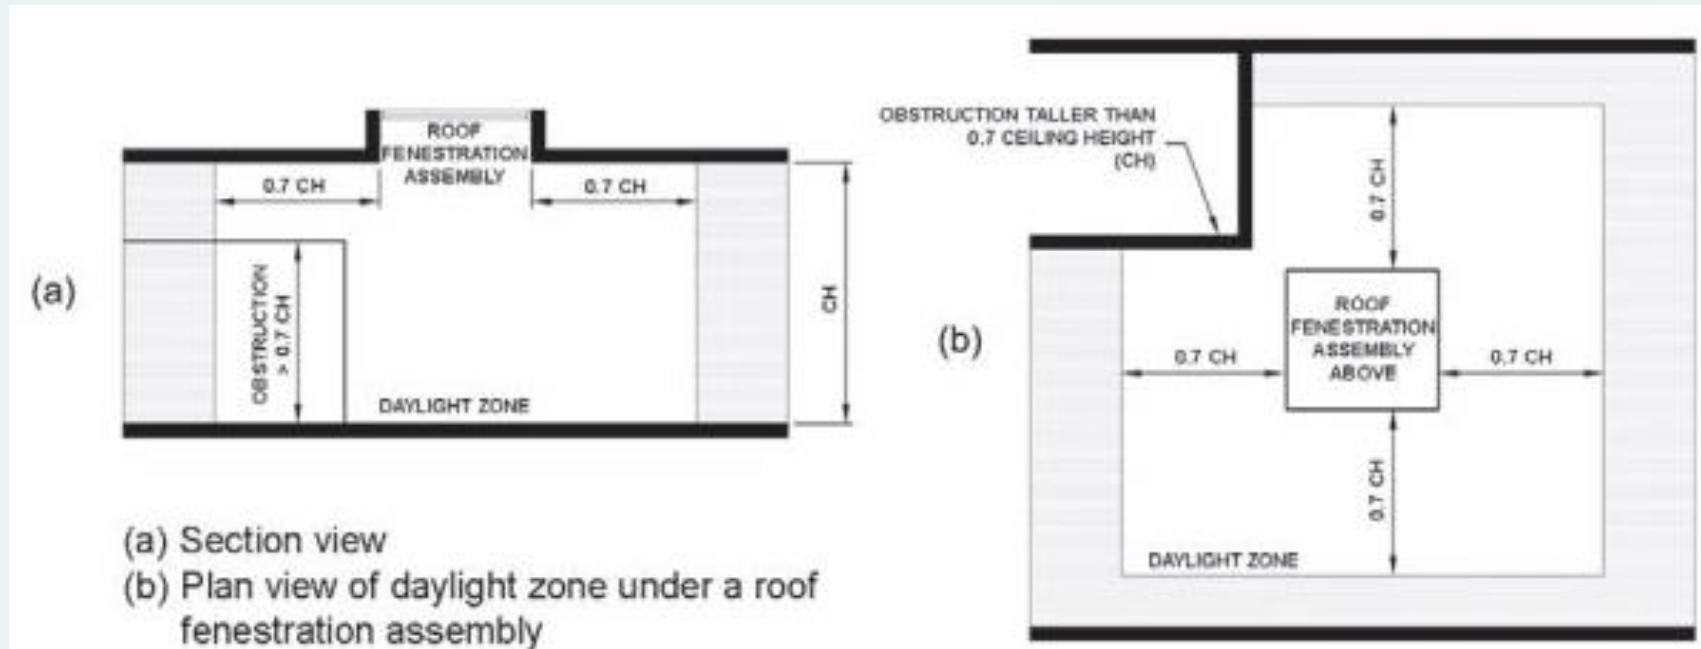 ROOF
FENESTRATION
ASSEMBLY
0.7 CH
0.7 CH
OBSTRUCTION
> 0.7 CH
CH
DAYLIGHT ZONE
(a)
(a) Section view
(b) Plan view of daylight zone under a roof
fenestration assembly
OBSTRUCTION TALLER THAN
0.7 CEILING HEIGHT
(CH)
0.7 CH
(b)
ROOF
FENESTRATION
ASSEMBLY
ABOVE
0.7 CH
0.7 CH
0.7 CH
DAYLIGHT ZONE